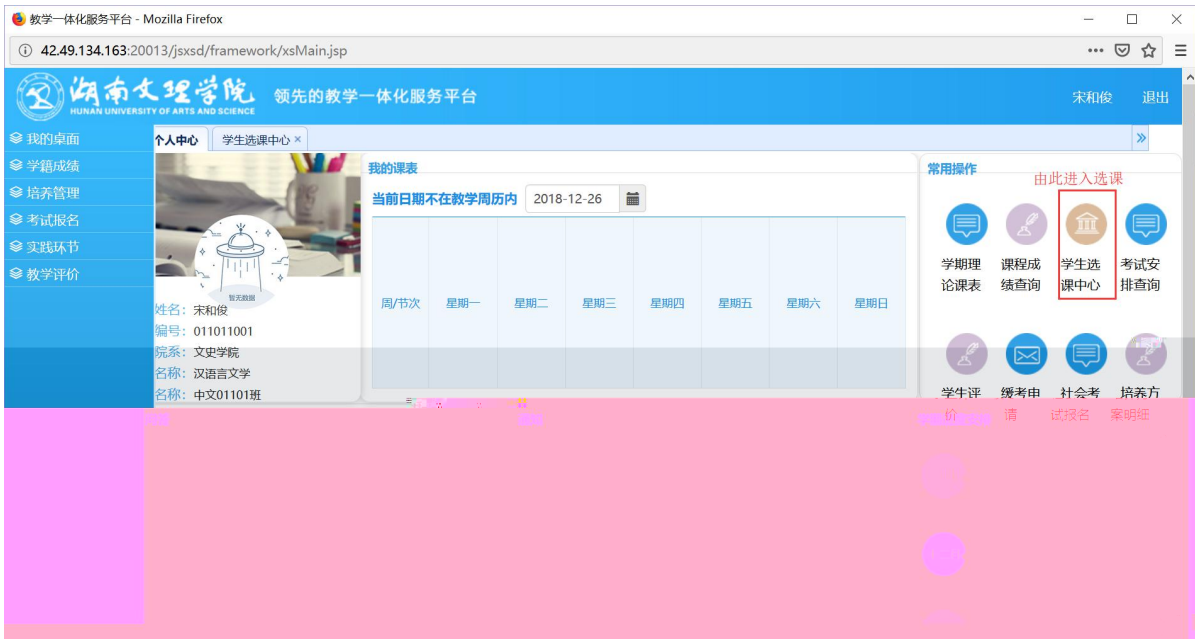 教学一体化服务平台 - Mozilla Firefox
42.49.134.163:20013/jsxsd/framework/xsMain.jsp
湖南文理学院
HUNAN UNIVERSITY OF ARTS AND SCIENCE
领先的教学一体化服务平台
宋和俊 退出
我的桌面
学籍成绩
培养管理
考试报名
实践环节
教学评价
个人中心 学生选课中心 ×
暂无数据
姓名：宋和俊
编号：011011001
院系：文史学院
名称：汉语言文学
名称：中文01101班
我的课表
当前日期不在教学周历内 2018-12-26
周/节次 星期一 星期二 星期三 星期四 星期五 星期六 星期日
常用操作
由此进入选课
学期理论课表
课程成绩查询
学生选课中心
考试安排查询
学生评价
缓考申请
社会考试报名
培养方案明细